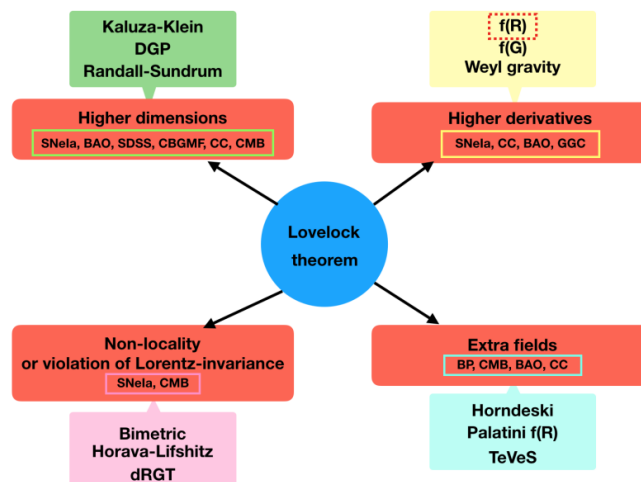 Kaluza-Klein
DGP
Randall-Sundrum
Higher dimensions
SNeIa, BAO, SDSS, CBGMF, CC, CMB
f(R)
f(G)
Weyl gravity
Higher derivatives
SNeIa, CC, BAO, GGC
Lovelock
theorem
Non-locality
or violation of Lorentz-invariance
SNeIa, CMB
Bimetric
Horava-Lifshitz
dRGT
Extra fields
BP, CMB, BAO, CC
Horndeski
Palatini f(R)
TeVeS